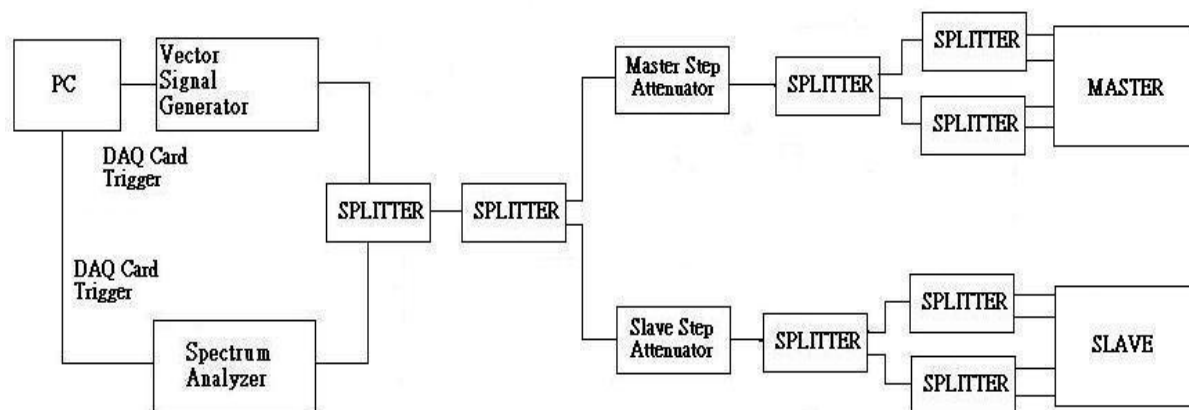 PC
Vector
Signal
Generator
DAQ Card
Trigger
DAQ Card
Trigger
Spectrum
Analyzer
SPLITTER
SPLITTER
Master Step
Attenuator
SPLITTER
SPLITTER
SPLITTER
MASTER
Slave Step
Attenuator
SPLITTER
SPLITTER
SPLITTER
SLAVE